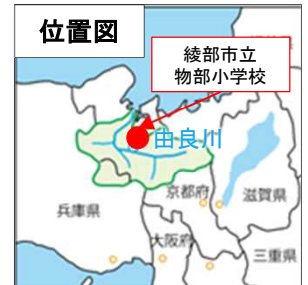 位置図
綾部市立
物部小学校
由良川
京都府
滋賀県
兵庫県
大阪府
三重県